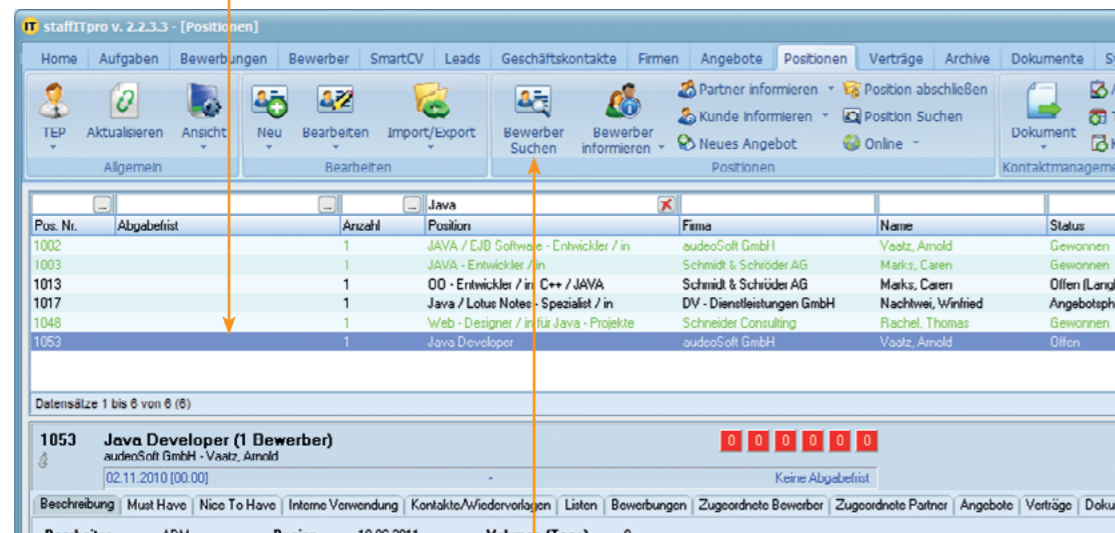 IT staffITpro v. 2.2.3.3 - [Positionen]
Home Aufgaben Bewerbungen Bewerber SmartCV Leads Geschäftskontakte Firmen Angebote Positionen Verträge Archive Dokumente
TEP Aktualisieren Ansicht Neu Bearbeiten Import/Export Bewerber Suchen Bewerber informieren Partner informieren Position abschließen
Kunde Informieren Position Suchen Dokument
Neues Angebot Online
Allgemein Bearbeiten Positionen
... ... ... Java
Pos. Nr. Abgabefrist Anzahl Position Firma Name Status
1002 1 JAVA / EJB Software - Entwickler / in audeoSoft GmbH Vaatz, Arnold Gewonnen
1003 1 JAVA - Entwickler / in Schmidt & Schröder AG Marks, Caren Gewonnen
1013 1 OO - Entwickler / in C++ / JAVA Schmidt & Schröder AG Marks, Caren Offen
1017 1 Java / Lotus Notes - Spezialist / in DV - Dienstleistungen GmbH Nachtwei, Winfried
1048 1 Web - Designer / in für Java - Projekte Schneider Consulting Rachel, Thomas Gewonnen
1053 1 Java Developer audeoSoft GmbH Vaatz, Arnold Offen
Datensätze 1 bis 6 von 6 (6)
1053 Java Developer (1 Bewerber) 0 0 0 0 0 0
audeoSoft GmbH - Vaatz, Arnold
02.11.2010 [00.00] - Keine Abgabefrist
Beschreibung Must Have Nice To Have Interne Verwendung Kontakte/Wiedervorlagen Listen Bewerbungen Zugeordnete Bewerber Zugeordnete Partner Angebote Verträge